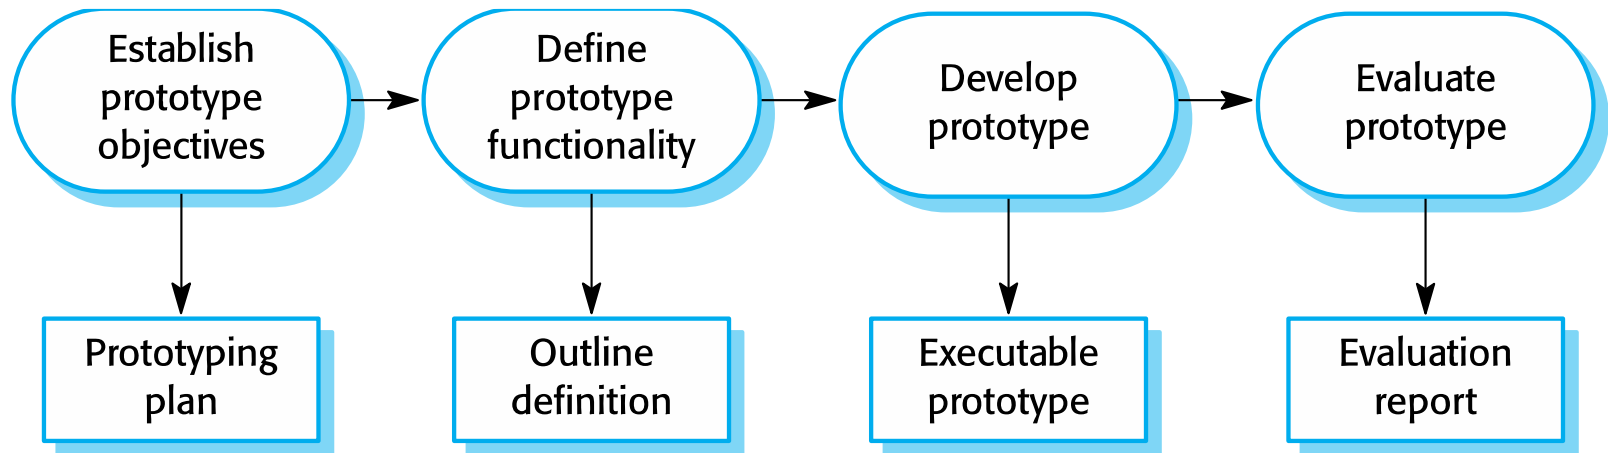 Establish
prototype
objectives
Define
prototype
functionality
Develop
prototype
Evaluate
prototype
Prototyping
plan
Outline
definition
Executable
prototype
Evaluation
report